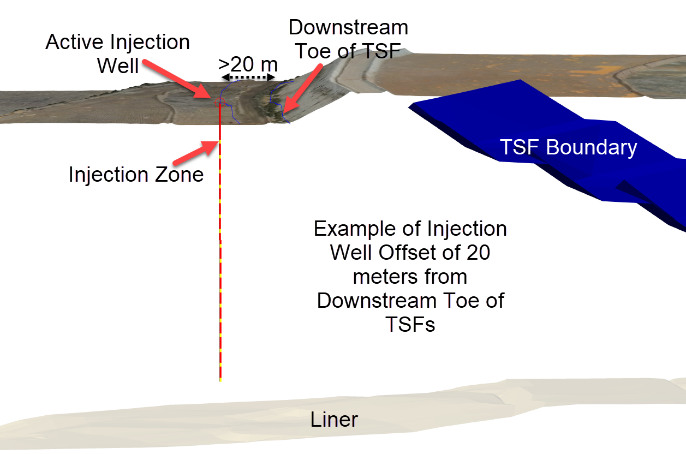 Downstream
Toe of TSF
Active Injection
Well
>20 m
TSF Boundary
Injection Zone
Example of Injection
Well Offset of 20
meters from
Downstream Toe of
TSFs
Liner